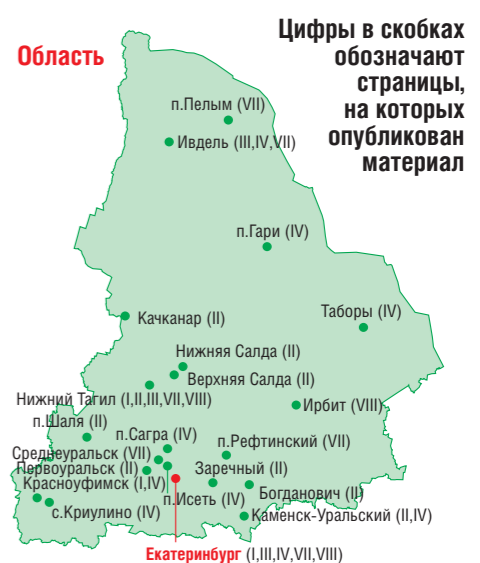 Цифры в скобках
обозначают
страницы,
на которых
опубликован
материал
Область
п.Пелым (VII)
Ивдель (III,IV,VII)
п.Гари (IV)
Таборы (IV)
Качканар (II)
Нижняя Салда (II)
Верхняя Салда (II)
Нижний Тагил (I,II,III,VII,VIII)
Ирбит (VIII)
п.Шаля (II)
п.Сагра (IV)
п.Рефтинский (VII)
Среднеуральск (VII)
Первоуральск (II)
Заречный (II)
Красноуфимск (I,IV)
п.Исеть (IV)
Богданович (II)
с.Криулино (IV)
Каменск-Уральский (II,IV)
Екатеринбург (I,III,IV,VII,VIII)